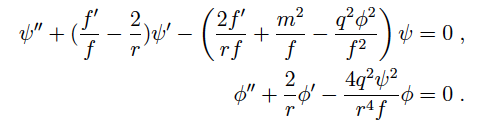 ψ″ + (f′/f − 2/r)ψ′ − (2f′/(rf) + m²/f − q²φ²/f²) ψ = 0 ,
φ″ + (2/r)φ′ − (4q²ψ²/(r⁴f))φ = 0 .